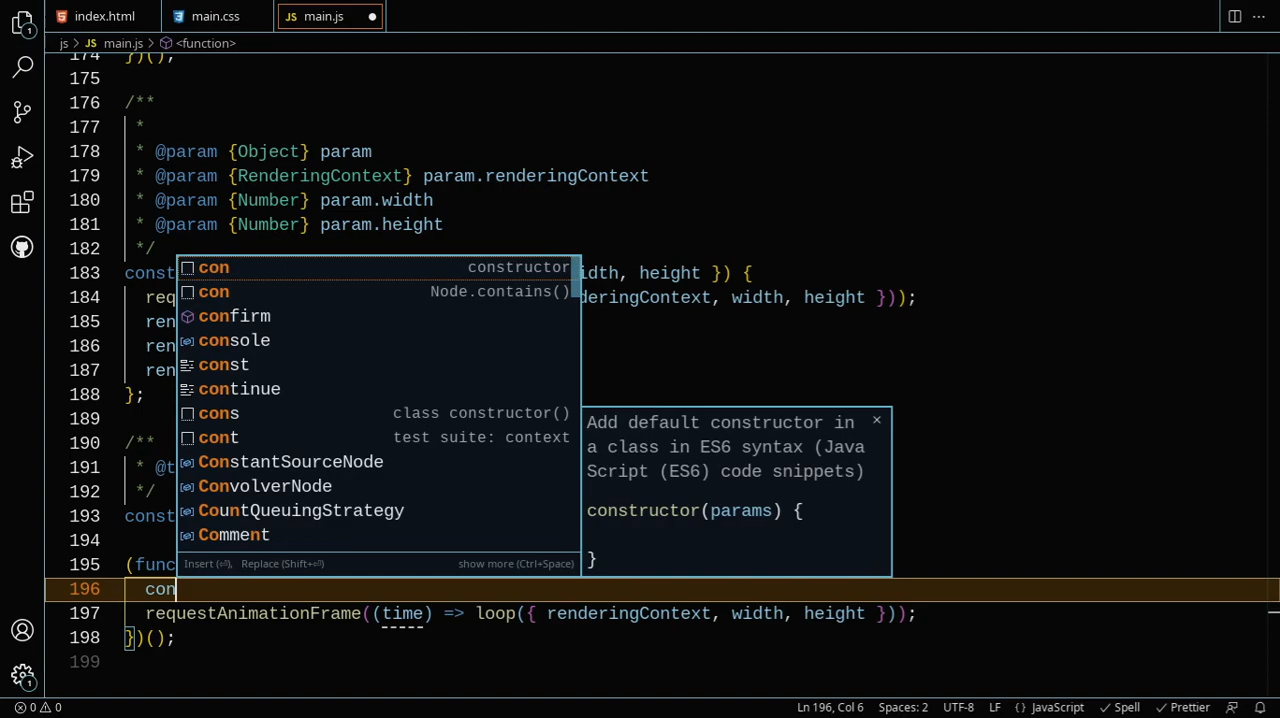 index.html
main.css
JS main.js
js > JS main.js > <function>
174 })();
175
176 /**
177 *
178 * @param {Object} param
179 * @param {RenderingContext} param.renderingContext
180 * @param {Number} param.width
181 * @param {Number} param.height
182 */
183 const idth, height }) {
184 req deringContext, width, height }));
185 ren
186 ren
187 ren
188 };
189
190 /**
191 * @t
192 */
193 const
194
195 (func
196 con
197 requestAnimationFrame((time) => loop({ renderingContext, width, height }));
198 })();
199
con constructor
con Node.contains()
confirm
console
const
continue
cons class constructor()
cont test suite: context
ConstantSourceNode
ConvolverNode
CountQueuingStrategy
Comment
Insert (⏎), Replace (Shift+⏎) show more (Ctrl+Space)
Add default constructor in
a class in ES6 syntax (Java
Script (ES6) code snippets)
constructor(params) {
}
1
1
0 0 Ln 196, Col 6 Spaces: 2 UTF-8 LF {} JavaScript ✓ Spell ✓ Prettier